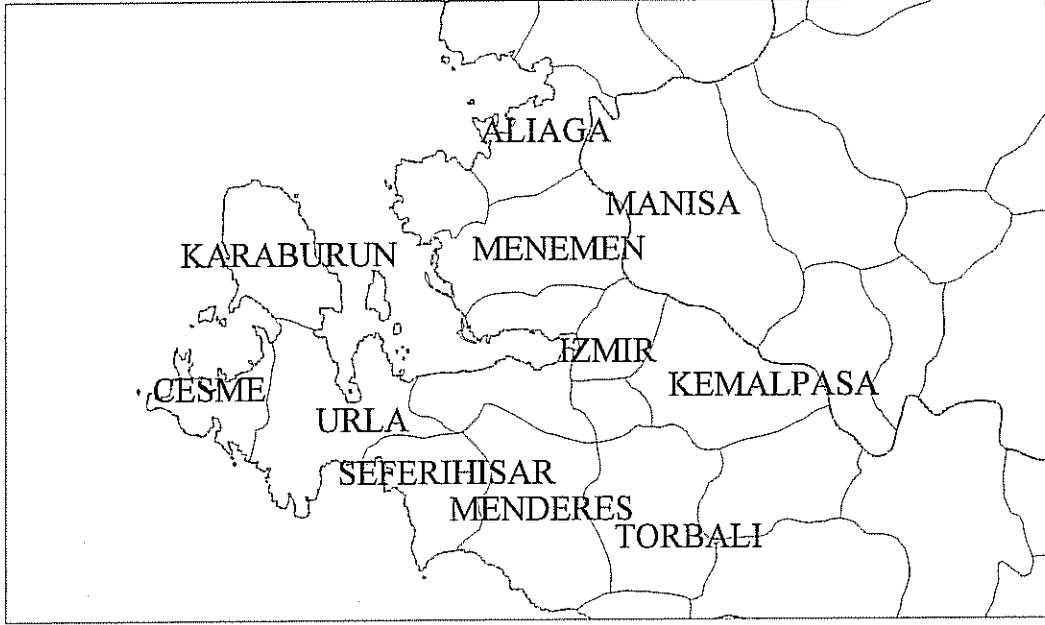 ALIAGA
MANISA
MENEMEN
KARABURUN
IZMIR
KEMALPASA
CESME
URLA
SEFERIHISAR
MENDERES
TORBALI